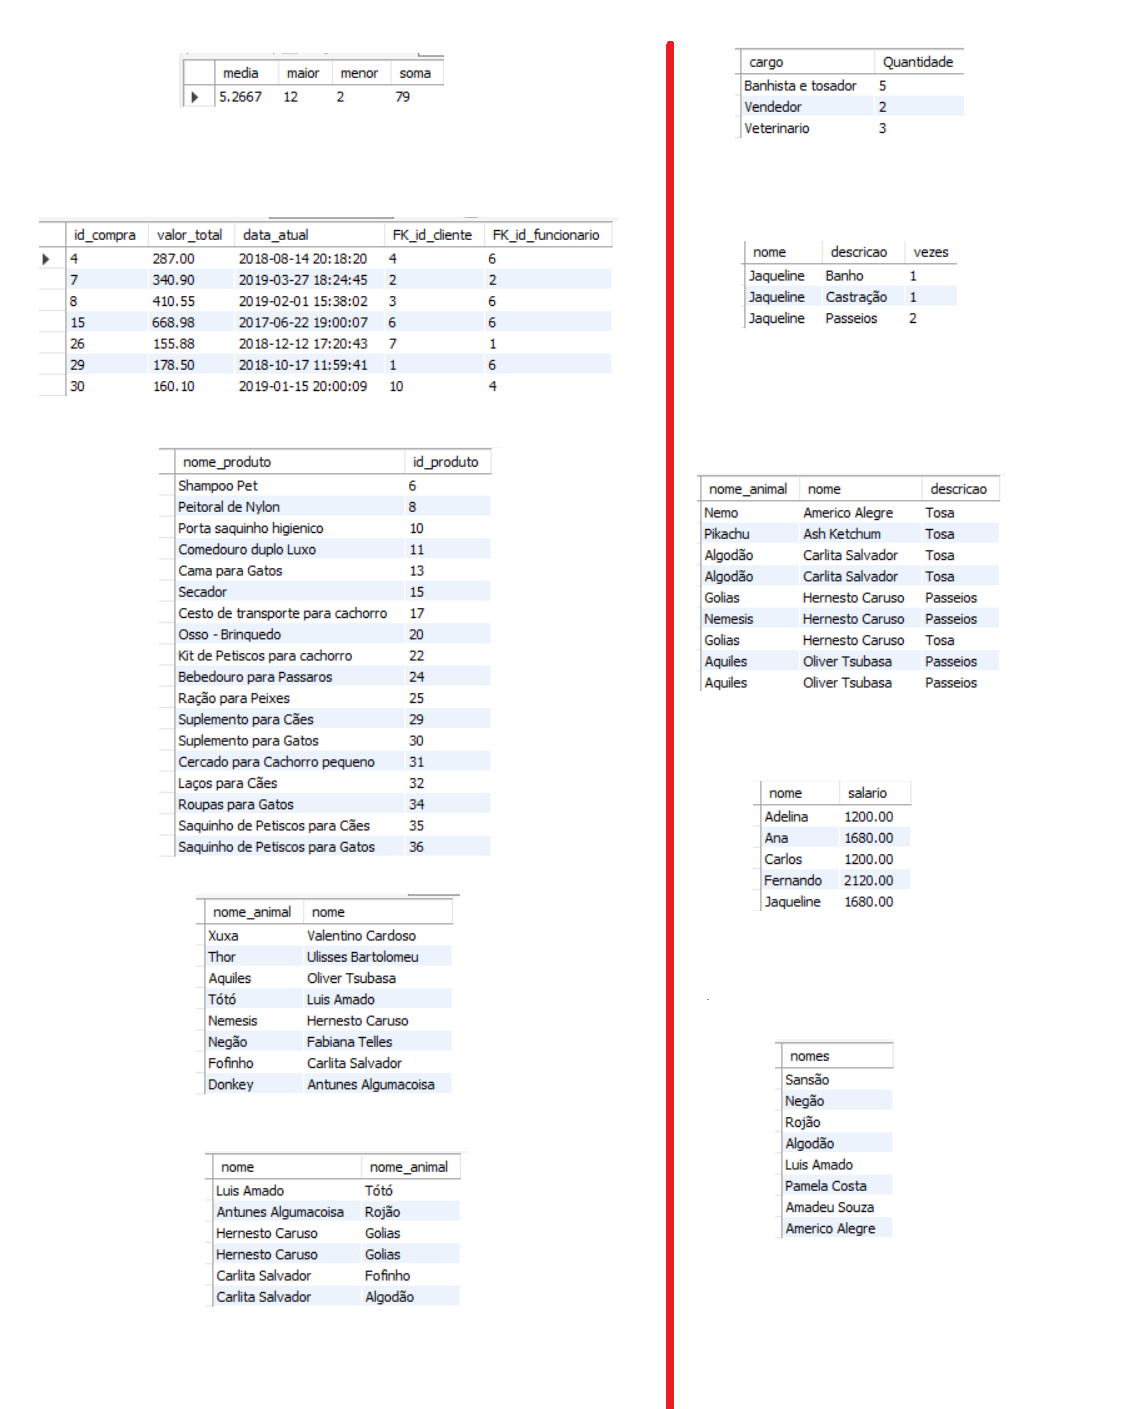 media maior menor soma
5.2667 12 2 79
id_compra valor_total data_atual FK_id_cliente FK_id_funcionario
4 287.00 2018-08-14 20:18:20 4 6
7 340.90 2019-03-27 18:24:45 2 2
8 410.55 2019-02-01 15:38:02 3 6
15 668.98 2017-06-22 19:00:07 6 6
26 155.88 2018-12-12 17:20:43 7 1
29 178.50 2018-10-17 11:59:41 1 6
30 160.10 2019-01-15 20:00:09 10 4
nome_produto id_produto
Shampoo Pet 6
Peitoral de Nylon 8
Porta saquinho higienico 10
Comedouro duplo Luxo 11
Cama para Gatos 13
Secador 15
Cesto de transporte para cachorro 17
Osso - Brinquedo 20
Kit de Petiscos para cachorro 22
Bebedouro para Passaros 24
Ração para Peixes 25
Suplemento para Cães 29
Suplemento para Gatos 30
Cercado para Cachorro pequeno 31
Laços para Cães 32
Roupas para Gatos 34
Saquinho de Petiscos para Cães 35
Saquinho de Petiscos para Gatos 36
nome_animal nome
Xuxa Valentino Cardoso
Thor Ulisses Bartolomeu
Aquiles Oliver Tsubasa
Tótó Luis Amado
Nemesis Hernesto Caruso
Negão Fabiana Telles
Fofinho Carlita Salvador
Donkey Antunes Algumacoisa
nome nome_animal
Luis Amado Tótó
Antunes Algumacoisa Rojão
Hernesto Caruso Golias
Hernesto Caruso Golias
Carlita Salvador Fofinho
Carlita Salvador Algodão
cargo Quantidade
Banhista e tosador 5
Vendedor 2
Veterinario 3
nome descricao vezes
Jaqueline Banho 1
Jaqueline Castração 1
Jaqueline Passeios 2
nome_animal nome descricao
Nemo Americo Alegre Tosa
Pikachu Ash Ketchum Tosa
Algodão Carlita Salvador Tosa
Algodão Carlita Salvador Tosa
Golias Hernesto Caruso Passeios
Nemesis Hernesto Caruso Passeios
Golias Hernesto Caruso Tosa
Aquiles Oliver Tsubasa Passeios
Aquiles Oliver Tsubasa Passeios
nome salario
Adelina 1200.00
Ana 1680.00
Carlos 1200.00
Fernando 2120.00
Jaqueline 1680.00
nomes
Sansão
Negão
Rojão
Algodão
Luis Amado
Pamela Costa
Amadeu Souza
Americo Alegre